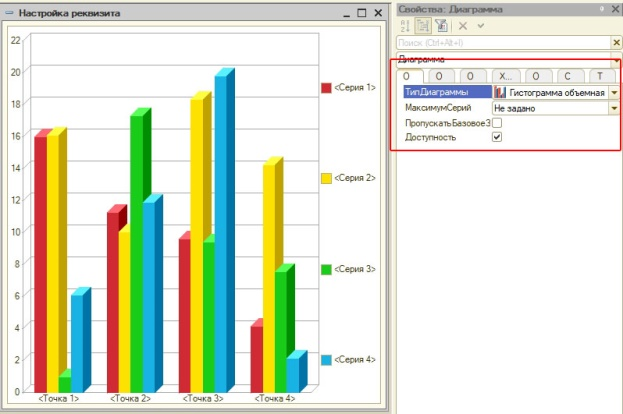 Настройка реквизита
22
20
18
16
14
12
10
8
6
4
2
0
<Точка 1> <Точка 2> <Точка 3> <Точка 4>
<Серия 1>
<Серия 2>
<Серия 3>
<Серия 4>
Свойства: Диаграмма
Поиск (Ctrl+Alt+I)
Диаграмма
О О О Х... О С Т
ТипДиаграммы Гистограмма объемная
МаксимумСерий Не задано
ПропускатьБазовоеЗ
Доступность